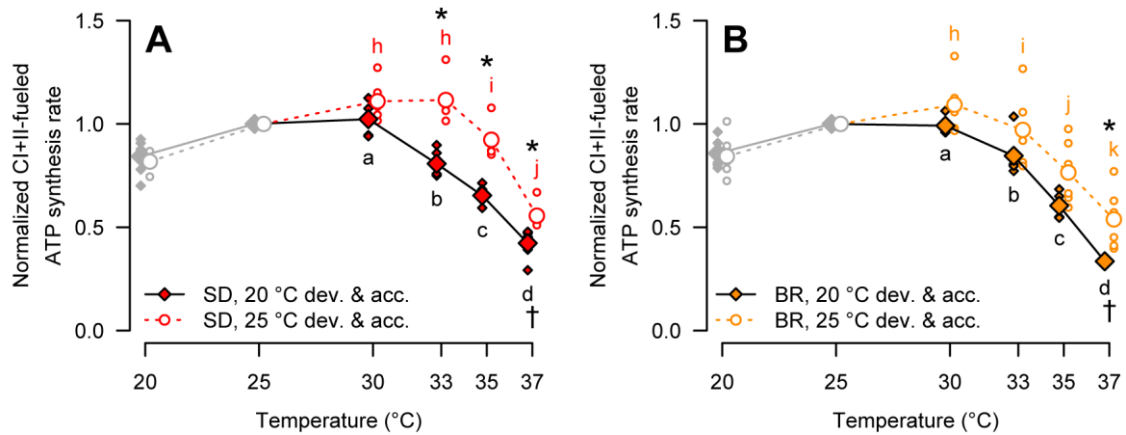 A
Normalized CI+II-fueled
ATP synthesis rate
1.5
1.0
0.5
0.0
h
* h
* i
* j
a
b
c
d
†
SD, 20 °C dev. & acc.
SD, 25 °C dev. & acc.
20 25 30 33 35 37
Temperature (°C)
B
Normalized CI+II-fueled
ATP synthesis rate
1.5
1.0
0.5
0.0
h
i
j
* k
a
b
c
d
†
BR, 20 °C dev. & acc.
BR, 25 °C dev. & acc.
20 25 30 33 35 37
Temperature (°C)